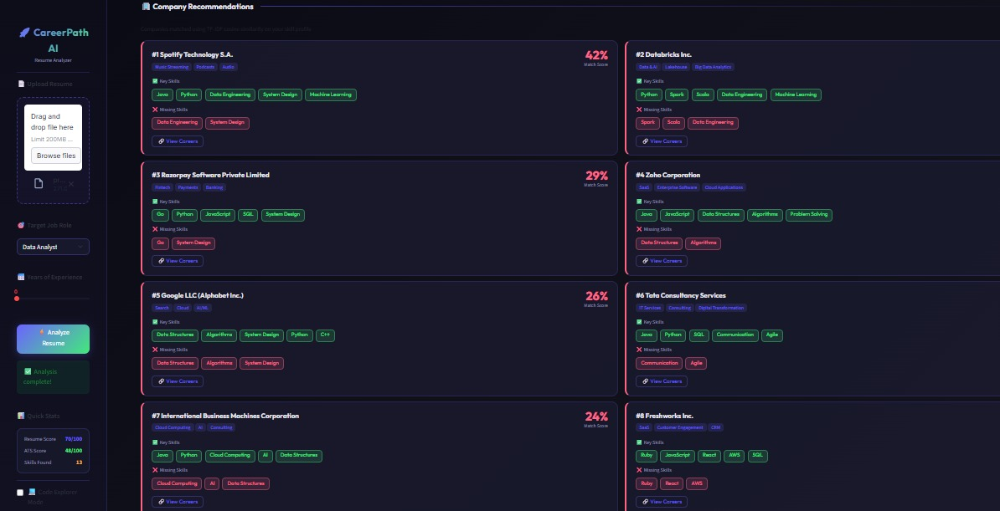 CareerPath
AI
Resume Analyzer
Upload Resume
Drag and
drop file here
Limit 200MB ...
Browse files
Target Job Role
Data Analyst
Years of Experience
0
Analyze
Resume
Analysis
complete!
Quick Stats
Resume Score 70/100
ATS Score 48/100
Skills Found 13
Code Explorer
Mode
Company Recommendations
Companies matched using TF-IDF cosine similarity on your skill profile
#1 Spotify Technology S.A. 42%
Match Score
Music Streaming Podcasts Audio
Key Skills
Java Python Data Engineering System Design Machine Learning
Missing Skills
Data Engineering System Design
View Careers
#2 Databricks Inc.
Data & AI Lakehouse Big Data Analytics
Key Skills
Python Spark Scala Data Engineering Machine Learning
Missing Skills
Spark Scala Data Engineering
View Careers
#3 Razorpay Software Private Limited 29%
Match Score
Fintech Payments Banking
Key Skills
Go Python JavaScript SQL System Design
Missing Skills
Go System Design
View Careers
#4 Zoho Corporation
SaaS Enterprise Software Cloud Applications
Key Skills
Java JavaScript Data Structures Algorithms Problem Solving
Missing Skills
Data Structures Algorithms
View Careers
#5 Google LLC (Alphabet Inc.) 26%
Match Score
Search Cloud AI/ML
Key Skills
Data Structures Algorithms System Design Python C++
Missing Skills
Data Structures Algorithms System Design
View Careers
#6 Tata Consultancy Services
IT Services Consulting Digital Transformation
Key Skills
Java Python SQL Communication Agile
Missing Skills
Communication Agile
View Careers
#7 International Business Machines Corporation 24%
Match Score
Cloud Computing AI Consulting
Key Skills
Java Python Cloud Computing AI Data Structures
Missing Skills
Cloud Computing AI Data Structures
View Careers
#8 Freshworks Inc.
SaaS Customer Engagement CRM
Key Skills
Ruby JavaScript React AWS SQL
Missing Skills
Ruby React AWS
View Careers